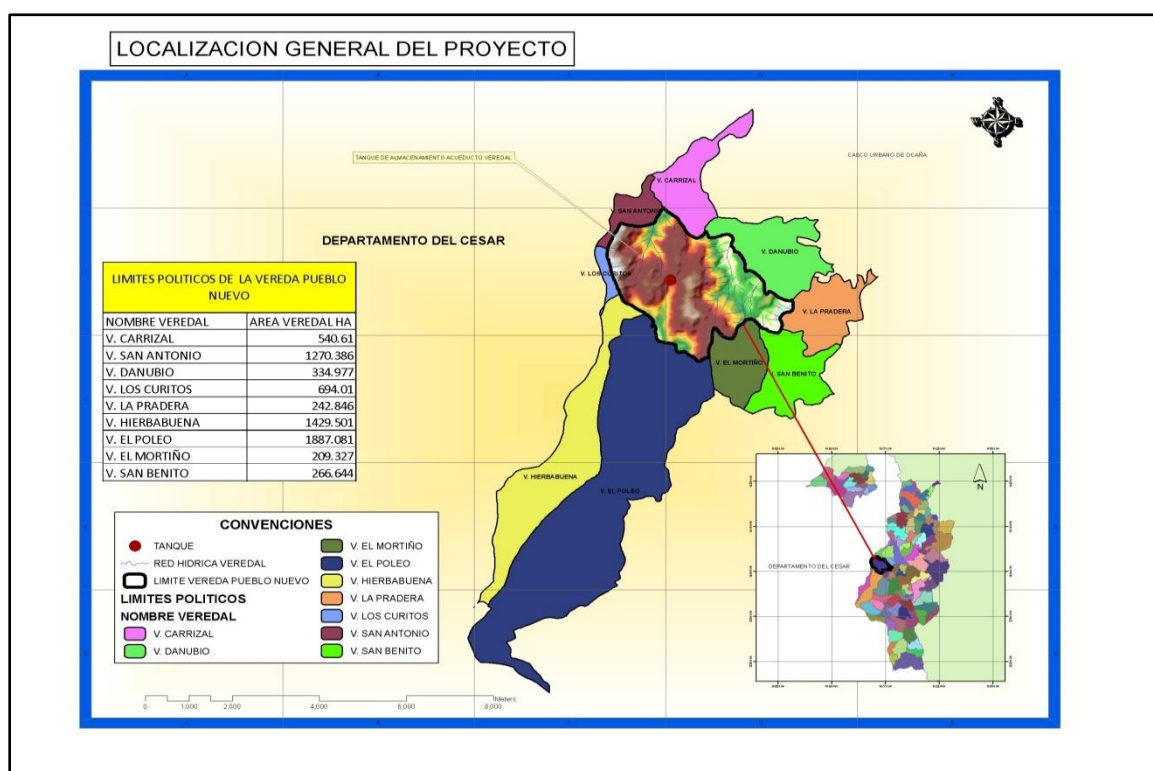 LOCALIZACION GENERAL DEL PROYECTO
TANQUE DE ALMACENAMIENTO ACUEDUCTO VEREDAL
CASCO URBANO DE OCAÑA
V. CARRIZAL
V. SAN ANTONIO
DEPARTAMENTO DEL CESAR
V. DANUBIO
V. LOS CURITOS
V. LA PRADERA
V. EL MORTIÑO
V. SAN BENITO
V. HIERBABUENA
V. EL POLEO
LIMITES POLITICOS DE LA VEREDA PUEBLO
NUEVO
NOMBRE VEREDAL AREA VEREDAL HA
V. CARRIZAL 540.61
V. SAN ANTONIO 1270.386
V. DANUBIO 334.977
V. LOS CURITOS 694.01
V. LA PRADERA 242.846
V. HIERBABUENA 1429.501
V. EL POLEO 1887.081
V. EL MORTIÑO 209.327
V. SAN BENITO 266.644
CONVENCIONES
TANQUE
RED HIDRICA VEREDAL
LIMITE VEREDA PUEBLO NUEVO
LIMITES POLITICOS
NOMBRE VEREDAL
V. CARRIZAL
V. DANUBIO
V. EL MORTIÑO
V. EL POLEO
V. HIERBABUENA
V. LA PRADERA
V. LOS CURITOS
V. SAN ANTONIO
V. SAN BENITO
DEPARTAMENTO DEL CESAR
N
Meters
0 1,000 2,000 4,000 6,000 8,000